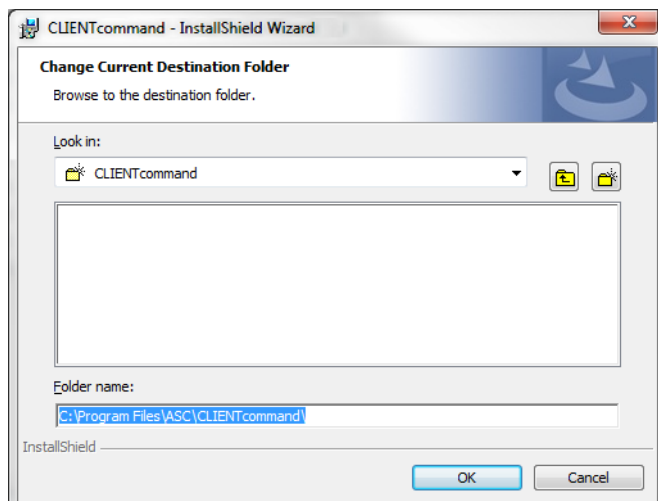 CLIENTcommand - InstallShield Wizard
Change Current Destination Folder
Browse to the destination folder.
Look in:
CLIENTcommand
Folder name:
C:\Program Files\ASC\CLIENTcommand\
InstallShield
OK Cancel